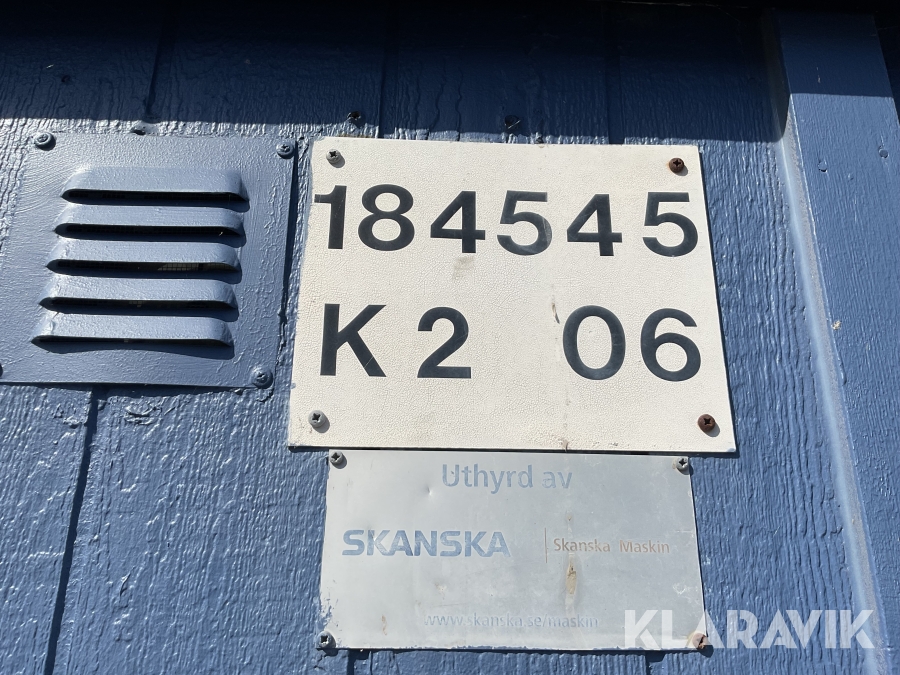 184545
K2 06
Uthyrd av
SKANSKA
Skanska Maskin
www.skanska.se/maskin
KLARAVIK